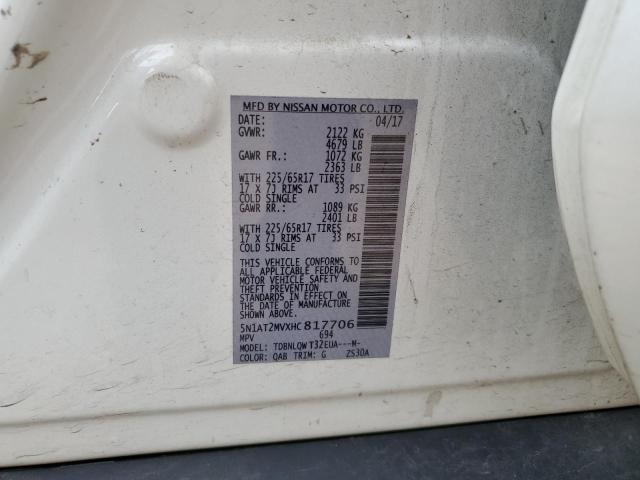 MFD BY NISSAN MOTOR CO., LTD.
DATE: 04/17
GVWR: 2122 KG
4679 LB
GAWR FR.: 1072 KG
2363 LB
WITH 225/65R17 TIRES
17 X 7J RIMS AT 33 PSI
COLD SINGLE
GAWR RR.: 1089 KG
2401 LB
WITH 225/65R17 TIRES
17 X 7J RIMS AT 33 PSI
COLD SINGLE
THIS VEHICLE CONFORMS TO
ALL APPLICABLE FEDERAL
MOTOR VEHICLE SAFETY AND
THEFT PREVENTION
STANDARDS IN EFFECT ON
THE DATE OF MANUFACTURE
SHOWN ABOVE.
5N1AT2MVXHC817706
MPV 694
MODEL: TDBNLQWT32EUA---M-
COLOR: QAB TRIM: G ZS30A